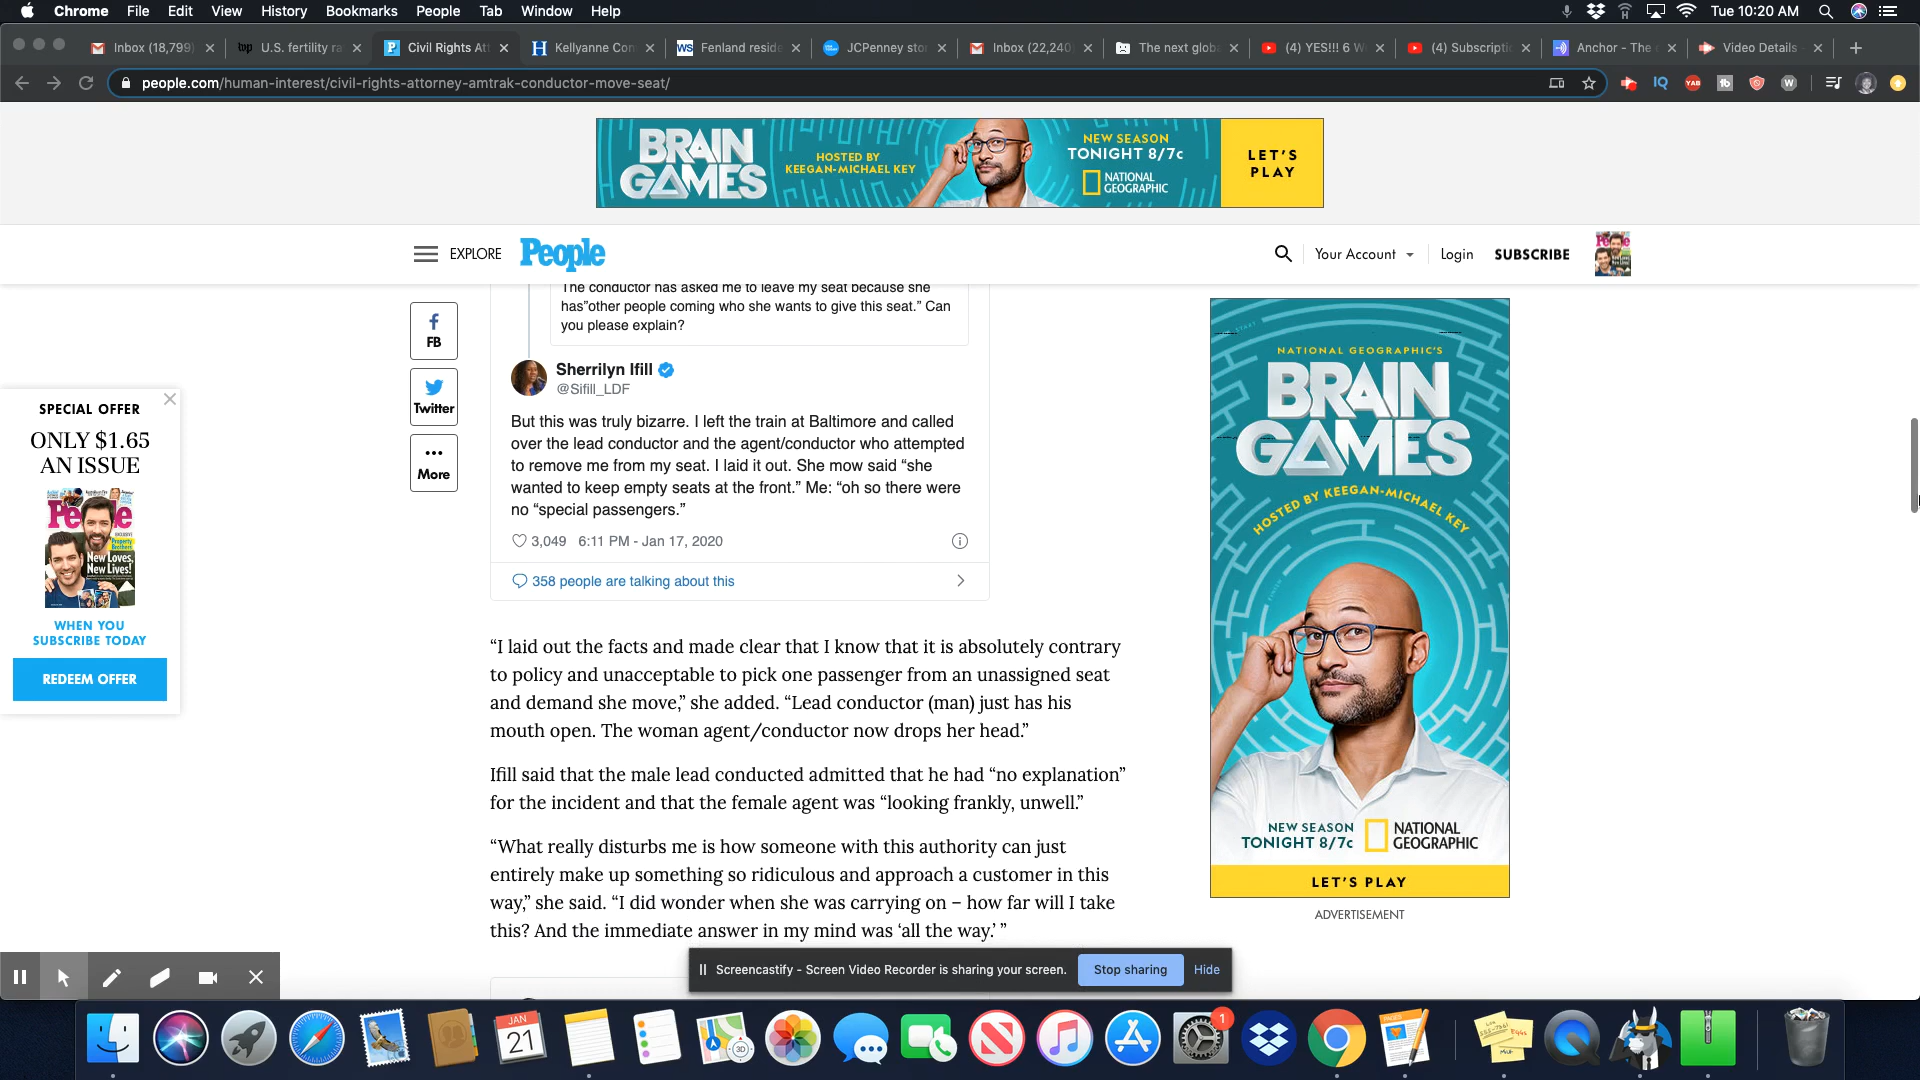 Chrome File Edit View History Bookmarks People Tab Window Help Tue 10:20 AM
Inbox (18,799) U.S. fertility ra Civil Rights Att Kellyanne Con Fenland reside JCPenney sto Inbox (22,240 The next globa (4) YES!!! 6 W (4) Subscripti Anchor - The Video Details
people.com/human-interest/civil-rights-attorney-amtrak-conductor-move-seat/
BRAIN
GAMES
HOSTED BY
KEEGAN-MICHAEL KEY
NEW SEASON
TONIGHT 8/7c
NATIONAL
GEOGRAPHIC
LET'S
PLAY
EXPLORE People Your Account Login SUBSCRIBE
The conductor has asked me to leave my seat because she
has"other people coming who she wants to give this seat." Can
you please explain?
FB
Twitter
More
Sherrilyn Ifill
@Sifill_LDF
But this was truly bizarre. I left the train at Baltimore and called
over the lead conductor and the agent/conductor who attempted
to remove me from my seat. I laid it out. She mow said “she
wanted to keep empty seats at the front.” Me: “oh so there were
no “special passengers.”
3,049 6:11 PM - Jan 17, 2020
358 people are talking about this
“I laid out the facts and made clear that I know that it is absolutely contrary
to policy and unacceptable to pick one passenger from an unassigned seat
and demand she move,” she added. “Lead conductor (man) just has his
mouth open. The woman agent/conductor now drops her head.”
Ifill said that the male lead conducted admitted that he had “no explanation”
for the incident and that the female agent was “looking frankly, unwell.”
“What really disturbs me is how someone with this authority can just
entirely make up something so ridiculous and approach a customer in this
way,” she said. “I did wonder when she was carrying on – how far will I take
this? And the immediate answer in my mind was ‘all the way.’ ”
SPECIAL OFFER
ONLY $1.65
AN ISSUE
People
New Loves,
New Lives!
WHEN YOU
SUBSCRIBE TODAY
REDEEM OFFER
NATIONAL GEOGRAPHIC'S
BRAIN
GAMES
HOSTED BY KEEGAN-MICHAEL KEY
NEW SEASON
TONIGHT 8/7c
NATIONAL
GEOGRAPHIC
LET'S PLAY
ADVERTISEMENT
Screencastify - Screen Video Recorder is sharing your screen. Stop sharing Hide
JAN
21
3D
1
PAGES